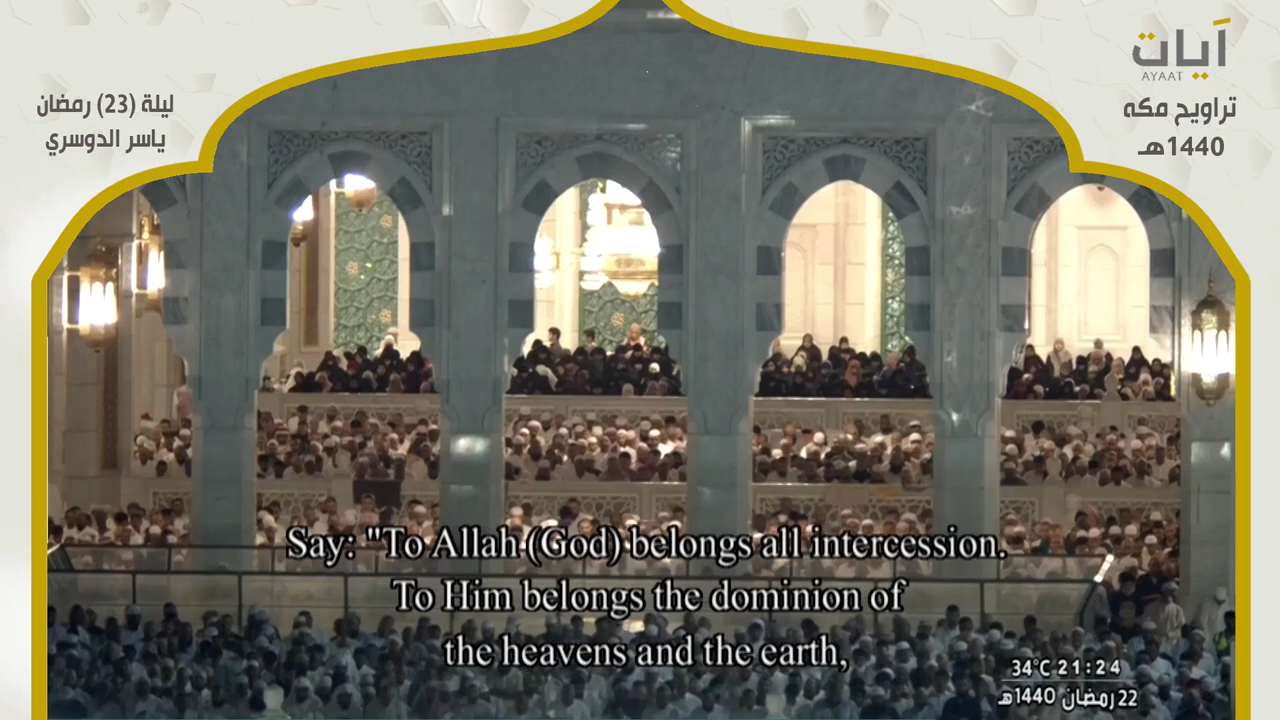 آيات
AYAAT
تراويح مكه
1440هـ
ليلة (23) رمضان
ياسر الدوسري
Say: "To Allah (God) belongs all intercession.
To Him belongs the dominion of
the heavens and the earth,
34°C 21:24
22 رمضان 1440هـ